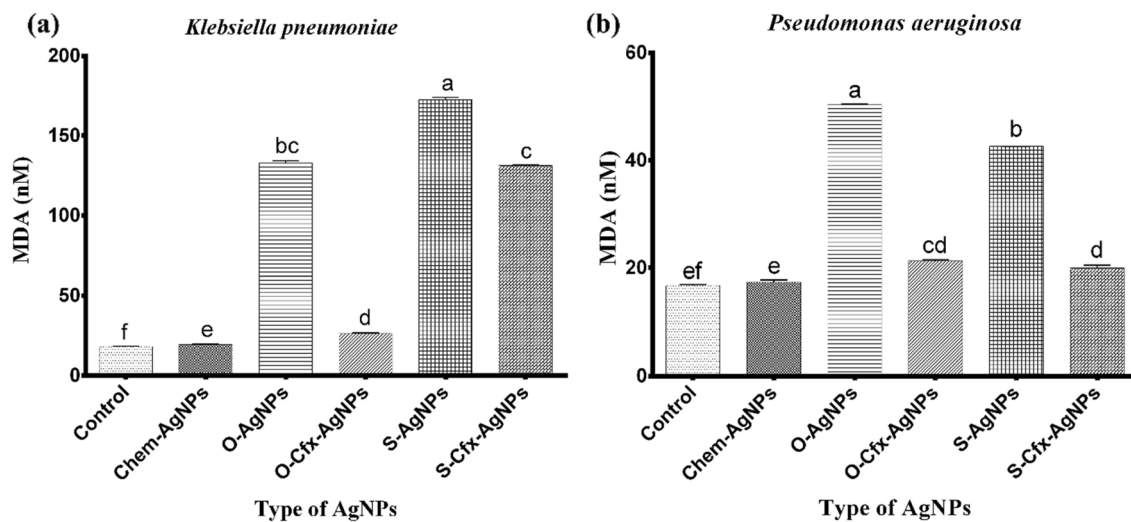 (a)
Klebsiella pneumoniae
MDA (nM)
200
150
100
50
0
f
e
bc
d
a
c
Control
Chem-AgNPs
O-AgNPs
O-Cfx-AgNPs
S-AgNPs
S-Cfx-AgNPs
Type of AgNPs
(b)
Pseudomonas aeruginosa
MDA (nM)
60
40
20
0
ef
e
a
cd
b
d
Control
Chem-AgNPs
O-AgNPs
O-Cfx-AgNPs
S-AgNPs
S-Cfx-AgNPs
Type of AgNPs